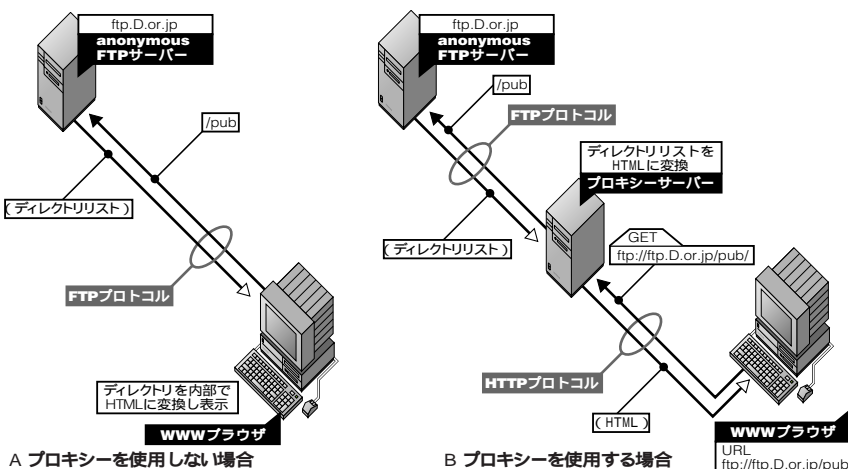 ftp.D.or.jp
anonymous
FTPサーバー
/pub
(ディレクトリリスト)
FTPプロトコル
ディレクトリを内部で
HTMLに変換し表示
WWWブラウザ
A プロキシーを使用しない場合
ftp.D.or.jp
anonymous
FTPサーバー
/pub
FTPプロトコル
ディレクトリリストを
HTMLに変換
プロキシーサーバー
(ディレクトリリスト)
GET
ftp://ftp.D.or.jp/pub/
HTTPプロトコル
(HTML)
WWWブラウザ
URL
ftp://ftp.D.or.jp/pub
B プロキシーを使用する場合